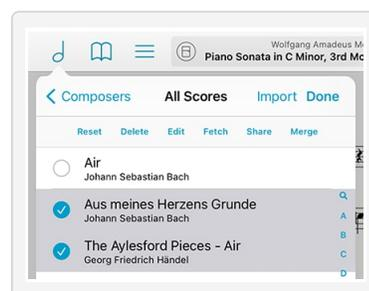 Wolfgang Amadeus
Piano Sonata in C Minor, 3rd
Composers All Scores Import Done
Reset Delete Edit Fetch Share Merge
Air
Johann Sebastian Bach
Aus meines Herzens Grunde
Johann Sebastian Bach
A
The Aylesford Pieces - Air
B
Georg Friedrich Händel
C
D